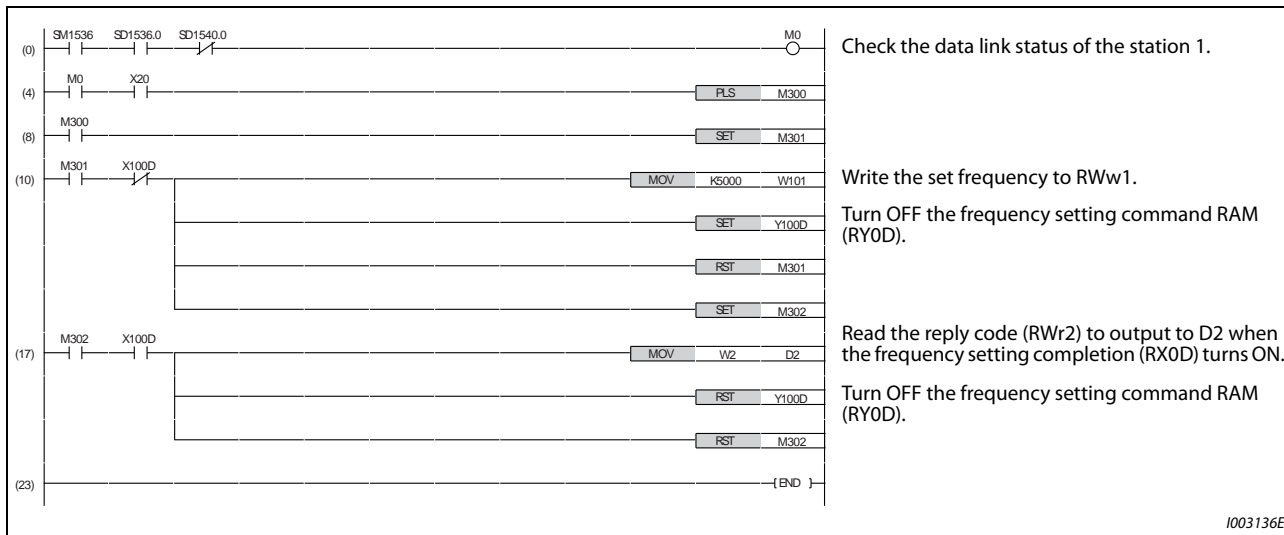 SM1536 SD1536.0 SD1540.0 M0
(0) Check the data link status of the station 1.
M0 X20
(4) PLS M300
M300
(8) SET M301
M301 X100D
(10) MOV K5000 W101 Write the set frequency to RWw1.
SET Y100D Turn OFF the frequency setting command RAM
(RY0D).
RST M301
SET M302
M302 X100D
(17) MOV W2 D2 Read the reply code (RWr2) to output to D2 when
the frequency setting completion (RX0D) turns ON.
RST Y100D Turn OFF the frequency setting command RAM
(RY0D).
RST M302
(23) END
I003136E